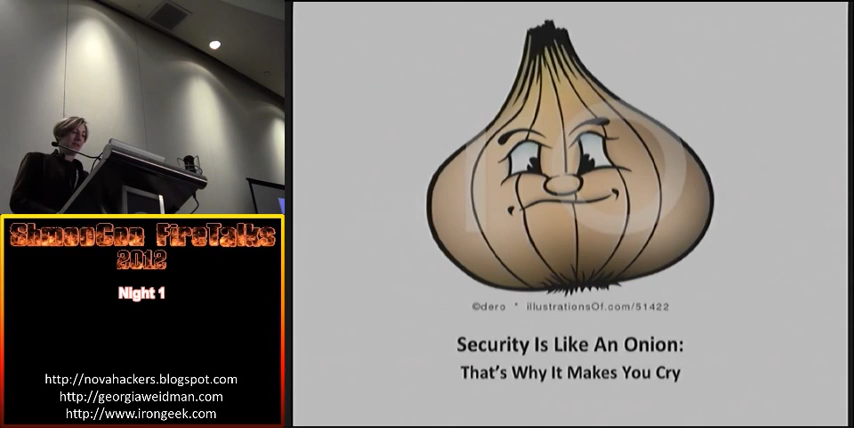 ShmooCon FireTalks
2012
Night 1
http://novahackers.blogspot.com
http://georgiaweidman.com
http://www.irongeek.com
©dero * illustrationsOf.com/51422
Security Is Like An Onion:
That's Why It Makes You Cry